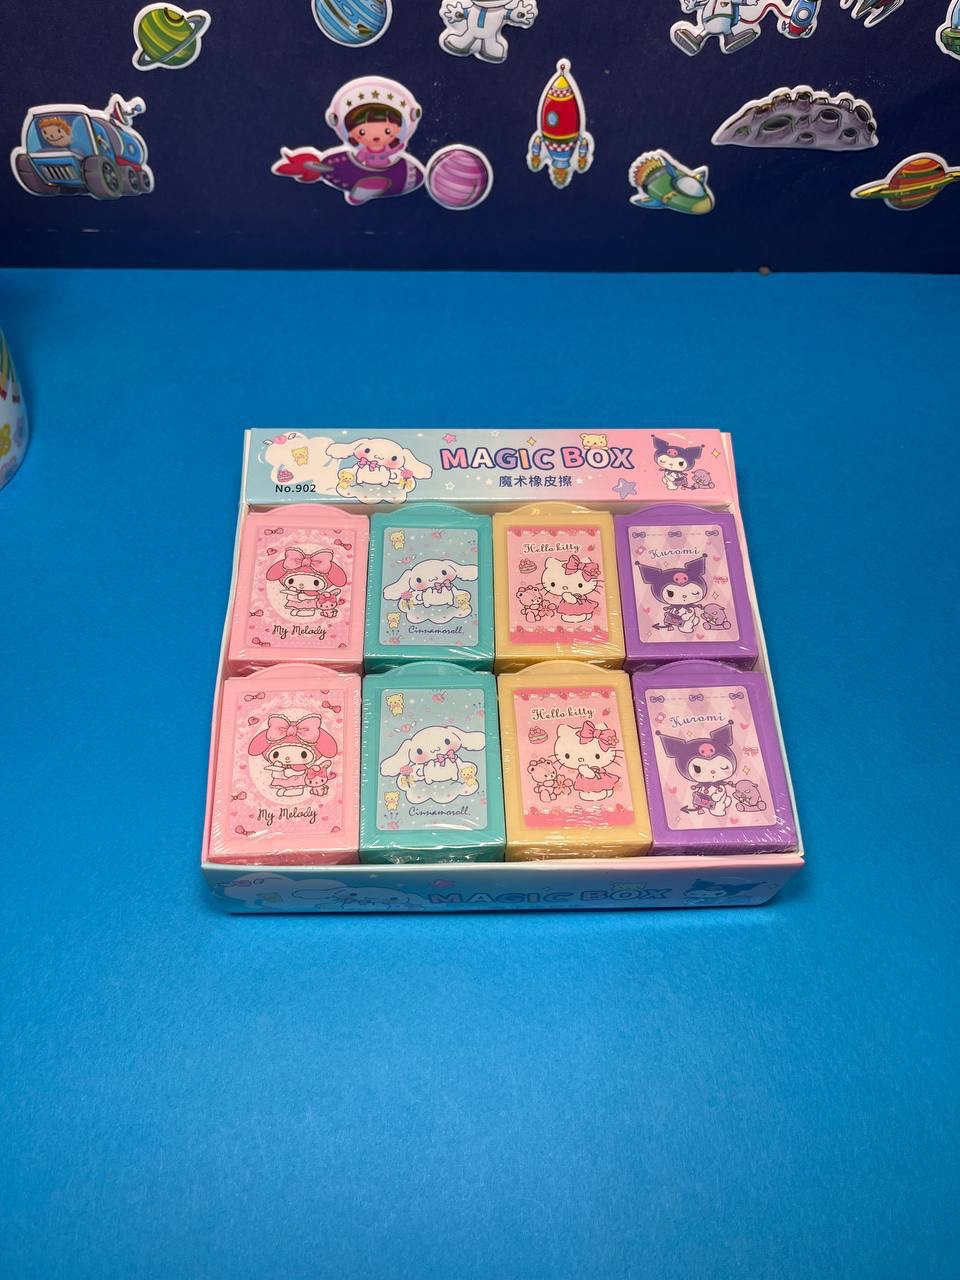 MAGIC BOX
No.902
魔术橡皮擦
My Melody
Cinnamoroll.
Hello kitty
Kuromi
My Melody
Cinnamoroll.
Hello kitty
Kuromi
MAGIC BOX